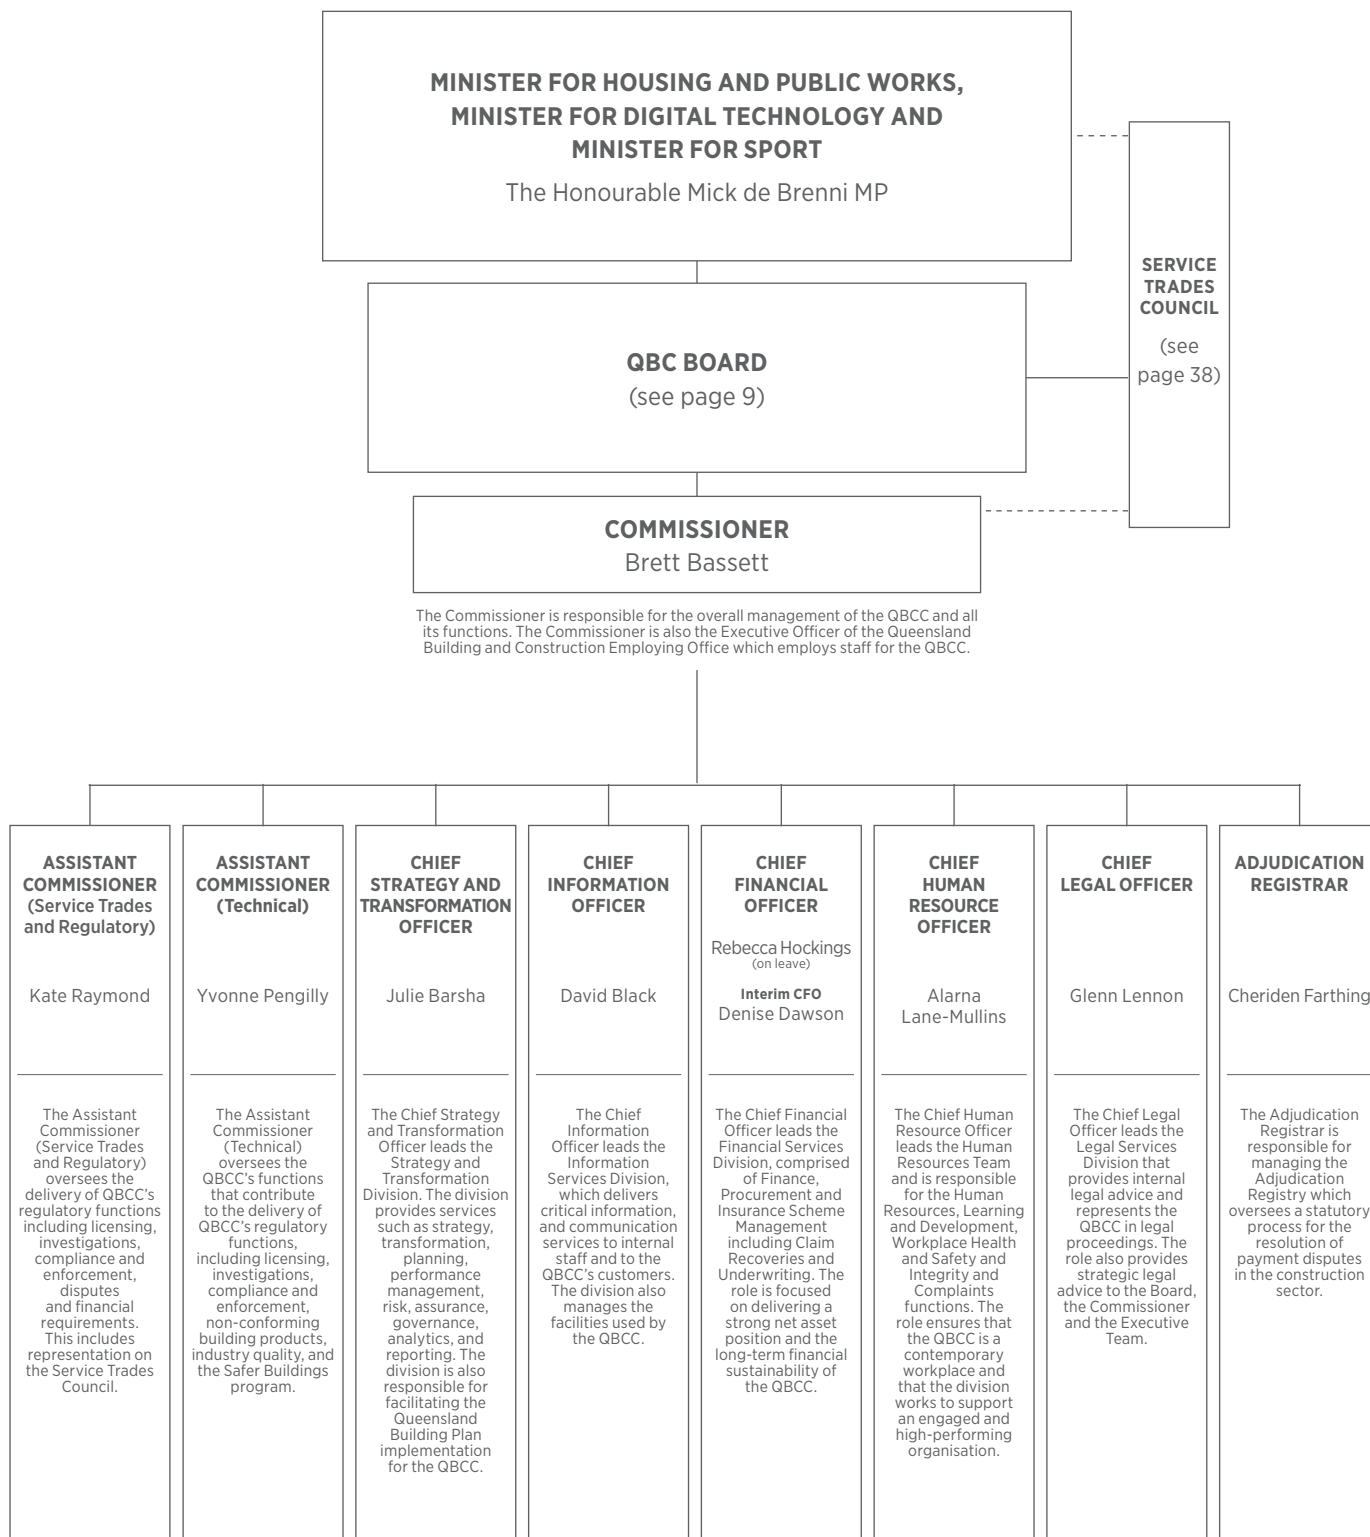 MINISTER FOR HOUSING AND PUBLIC WORKS,
MINISTER FOR DIGITAL TECHNOLOGY AND
MINISTER FOR SPORT
The Honourable Mick de Brenni MP
SERVICE
TRADES
COUNCIL
(see
page 38)
QBC BOARD
(see page 9)
COMMISSIONER
Brett Bassett
The Commissioner is responsible for the overall management of the QBCC and all
its functions. The Commissioner is also the Executive Officer of the Queensland
Building and Construction Employing Office which employs staff for the QBCC.
ASSISTANT
COMMISSIONER
(Service Trades
and Regulatory)
Kate Raymond
The Assistant
Commissioner
(Service Trades
and Regulatory)
oversees the
delivery of QBCC's
regulatory functions
including licensing,
investigations,
compliance and
enforcement,
disputes
and financial
requirements.
This includes
representation on
the Service Trades
Council.
ASSISTANT
COMMISSIONER
(Technical)
Yvonne Pengilly
The Assistant
Commissioner
(Technical)
oversees the
QBCC's functions
that contribute
to the delivery of
QBCC's regulatory
functions,
including licensing,
investigations,
compliance and
enforcement,
non-conforming
building products,
industry quality, and
the Safer Buildings
program.
CHIEF
STRATEGY AND
TRANSFORMATION
OFFICER
Julie Barsha
The Chief Strategy
and Transformation
Officer leads the
Strategy and
Transformation
Division. The division
provides services
such as strategy,
transformation,
planning,
performance
management,
risk, assurance,
governance,
analytics, and
reporting. The
division is also
responsible for
facilitating the
Queensland
Building Plan
implementation
for the QBCC.
CHIEF
INFORMATION
OFFICER
David Black
The Chief
Information
Officer leads the
Information
Services Division,
which delivers
critical information,
and communication
services to internal
staff and to the
QBCC's customers.
The division also
manages the
facilities used by
the QBCC.
CHIEF
FINANCIAL
OFFICER
Rebecca Hockings
(on leave)
Interim CFO
Denise Dawson
The Chief Financial
Officer leads the
Financial Services
Division, comprised
of Finance,
Procurement and
Insurance Scheme
Management
including Claim
Recoveries and
Underwriting. The
role is focused
on delivering a
strong net asset
position and the
long-term financial
sustainability of
the QBCC.
CHIEF
HUMAN
RESOURCE
OFFICER
Alarna
Lane-Mullins
The Chief Human
Resource Officer
leads the Human
Resources Team
and is responsible
for the Human
Resources, Learning
and Development,
Workplace Health
and Safety and
Integrity and
Complaints
functions. The
role ensures that
the QBCC is a
contemporary
workplace and
that the division
works to support
an engaged and
high-performing
organisation.
CHIEF
LEGAL OFFICER
Glenn Lennon
The Chief Legal
Officer leads the
Legal Services
Division that
provides internal
legal advice and
represents the
QBCC in legal
proceedings. The
role also provides
strategic legal
advice to the Board,
the Commissioner
and the Executive
Team.
ADJUDICATION
REGISTRAR
Cheriden Farthing
The Adjudication
Registrar is
responsible for
managing the
Adjudication
Registry which
oversees a statutory
process for the
resolution of
payment disputes
in the construction
sector.